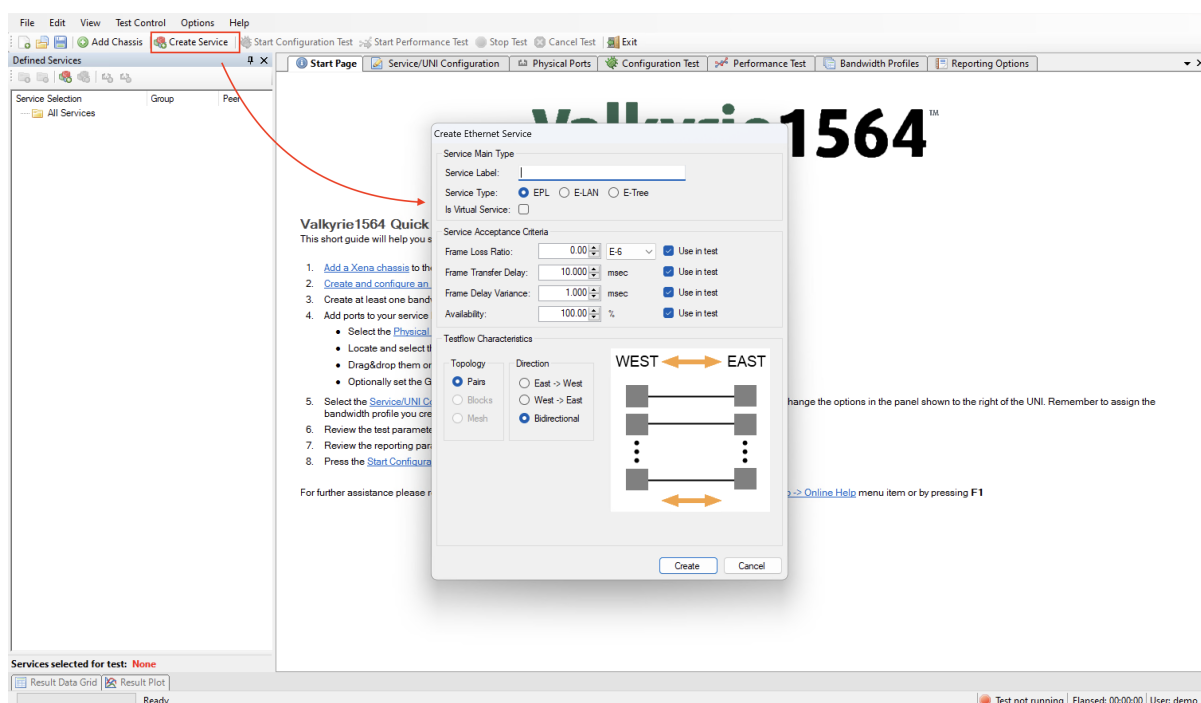 File Edit View Test Control Options Help
Add Chassis Create Service Start Configuration Test Start Performance Test Stop Test Cancel Test Exit
Defined Services
Start Page Service/UNI Configuration Physical Ports Configuration Test Performance Test Bandwidth Profiles Reporting Options
Service Selection Group Peer
All Services
Valkyrie1564™
Create Ethernet Service
Service Main Type
Service Label:
Service Type: EPL E-LAN E-Tree
Is Virtual Service:
Service Acceptance Criteria
Frame Loss Ratio: 0.00 E-6 Use in test
Frame Transfer Delay: 10.000 msec Use in test
Frame Delay Variance: 1.000 msec Use in test
Availability: 100.00 % Use in test
Testflow Characteristics
Topology Direction
Pairs East -> West
Blocks West -> East
Mesh Bidirectional
WEST EAST
Create Cancel
Valkyrie1564 Quick
This short guide will help you
1. Add a Xena chassis to
2. Create and configure an
3. Create at least one
4. Add ports to your service
• Select the Physical
• Locate and select
• Drag&drop them
• Optionally set the
5. Select the Service/UNI hange the options in the panel shown to the right of the UNI. Remember to assign the
bandwidth profile you
6. Review the test
7. Review the reporting
8. Press the Start
For further assistance please -> Online Help menu item or by pressing F1
Services selected for test: None
Result Data Grid Result Plot
Ready
Test not running Elapsed: 00:00:00 User: demo